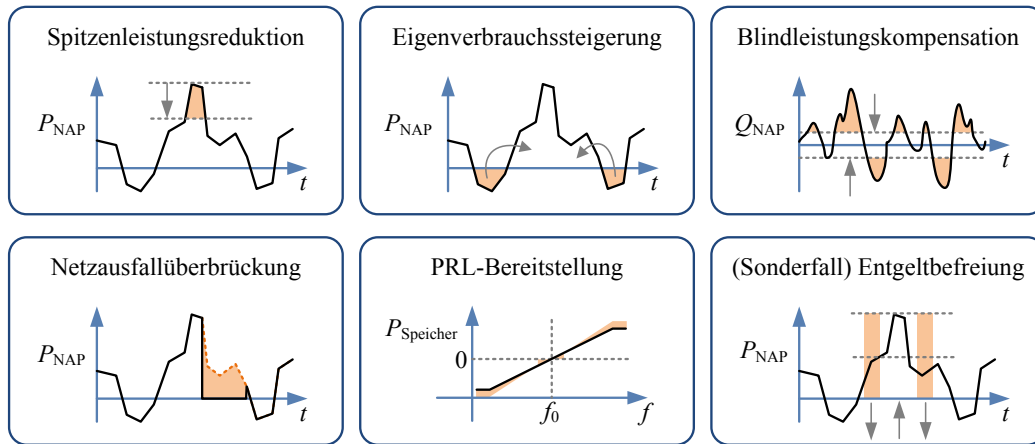 Spitzenleistungsreduktion
P_NAP
t
Eigenverbrauchssteigerung
P_NAP
t
Blindleistungskompensation
Q_NAP
t
Netzausfallüberbrückung
P_NAP
t
PRL-Bereitstellung
P_Speicher
0
f_0
f
(Sonderfall) Entgeltbefreiung
P_NAP
t